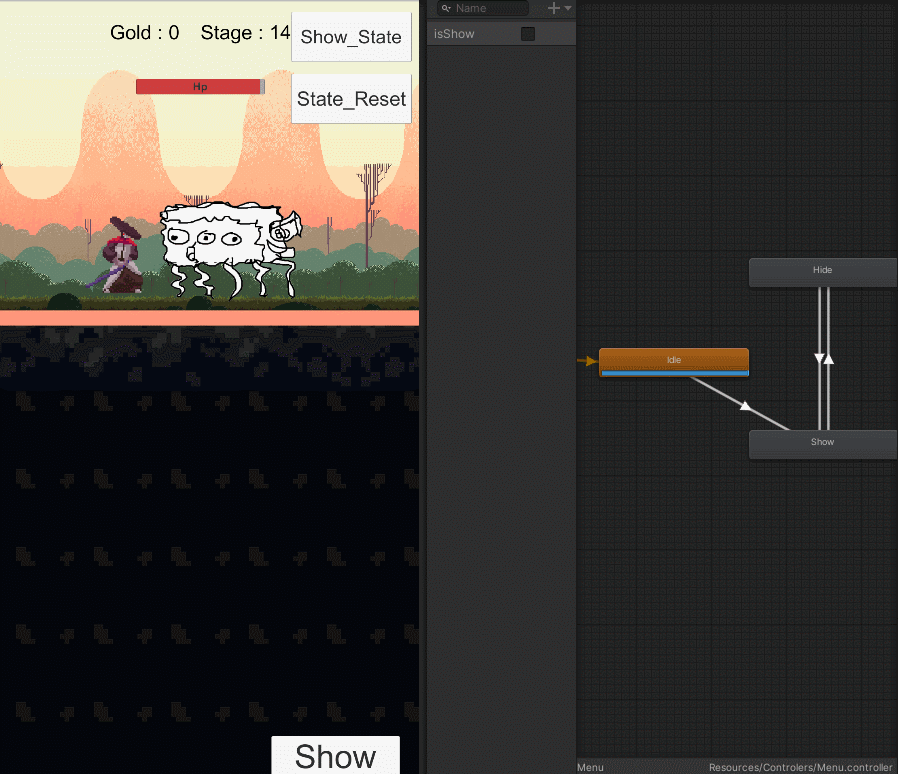 Gold : 0 Stage : 14
Show_State
Hp
State_Reset
Show
Name
isShow
Hide
Idle
Show
Menu
Resources/Controlers/Menu.controller